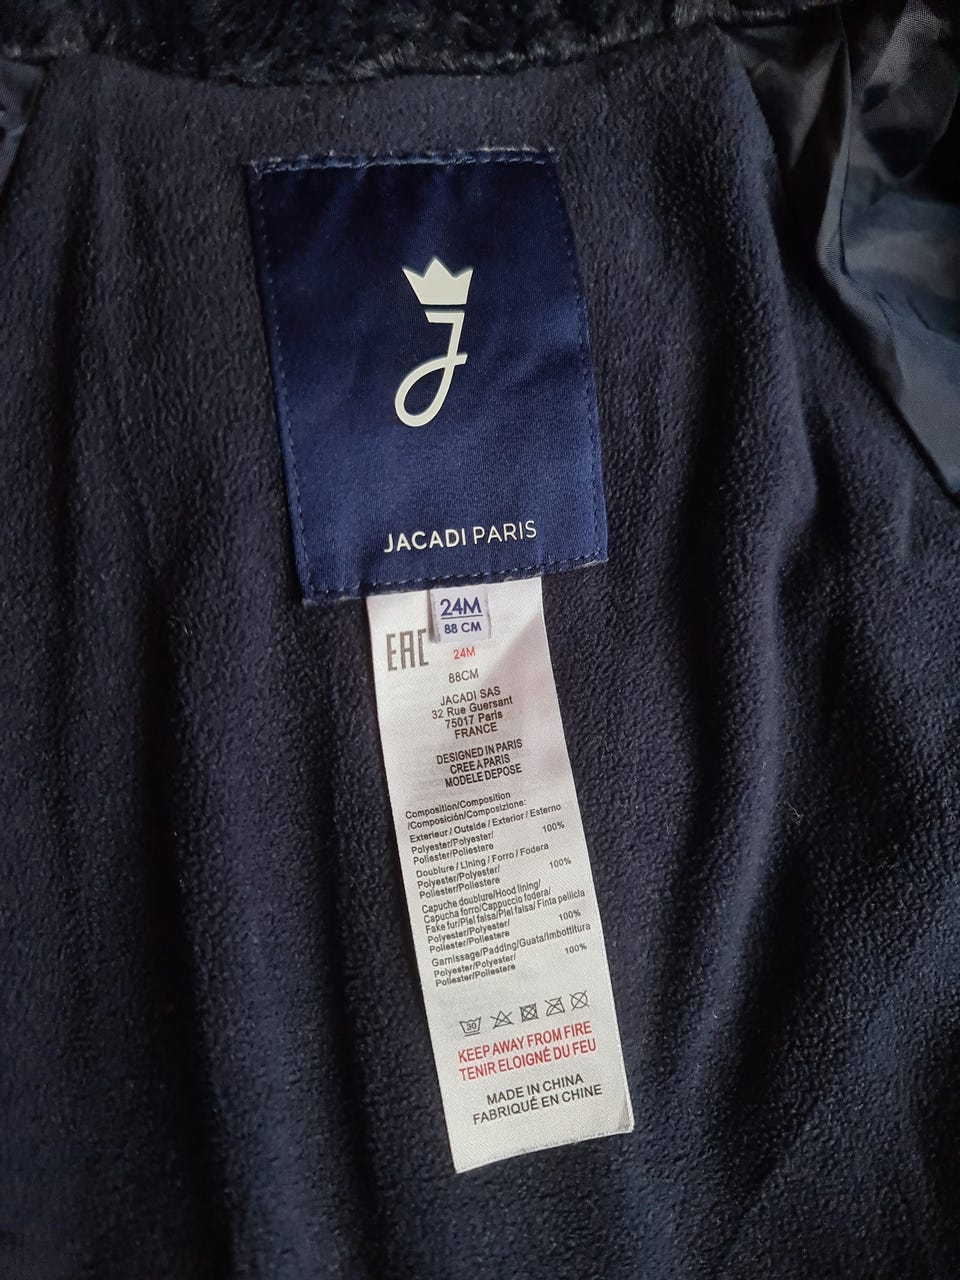 J
JACADI PARIS
24M
88 CM
EAC
24M
88CM
JACADI SAS
32 Rue Guersant
75017 Paris
FRANCE
DESIGNED IN PARIS
CREE A PARIS
MODELE DEPOSE
Composition/Composition
/Composición/Composizione:
Exterieur / Outside / Exterior / Esterno
Polyester/Polyester/ 100%
Poliester/Poliestere
Doublure / Lining / Forro / Fodera
Polyester/Polyester/ 100%
Poliester/Poliestere
Capuche doublure/Hood lining/
Capucha forro/Cappuccio fodera/
Fake fur/Piel falsa/Piel falsa/ Finta pellicia
Polyester/Polyester/ 100%
Poliester/Poliestere
Garnissage/Padding/Guata/Imbottitura
Polyester/Polyester/ 100%
Poliester/Poliestere
30
KEEP AWAY FROM FIRE
TENIR ELOIGNÉ DU FEU
MADE IN CHINA
FABRIQUÉ EN CHINE